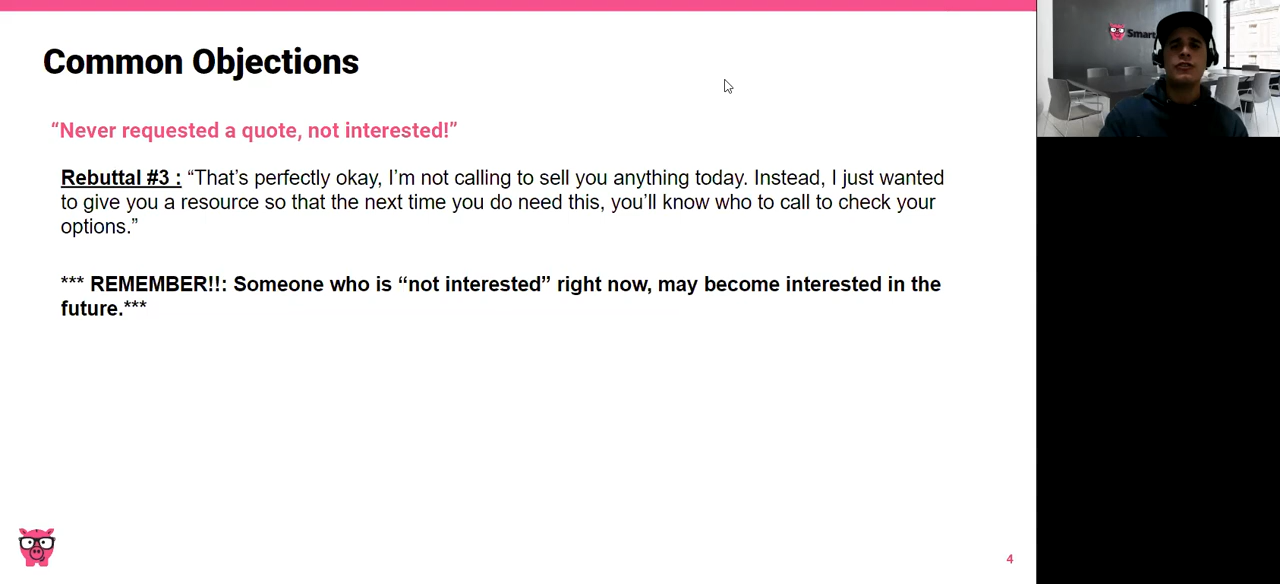 Common Objections
“Never requested a quote, not interested!”
Rebuttal #3 : “That’s perfectly okay, I’m not calling to sell you anything today. Instead, I just wanted
to give you a resource so that the next time you do need this, you’ll know who to call to check your
options.”
*** REMEMBER!!: Someone who is “not interested” right now, may become interested in the
future.***
4
Smart